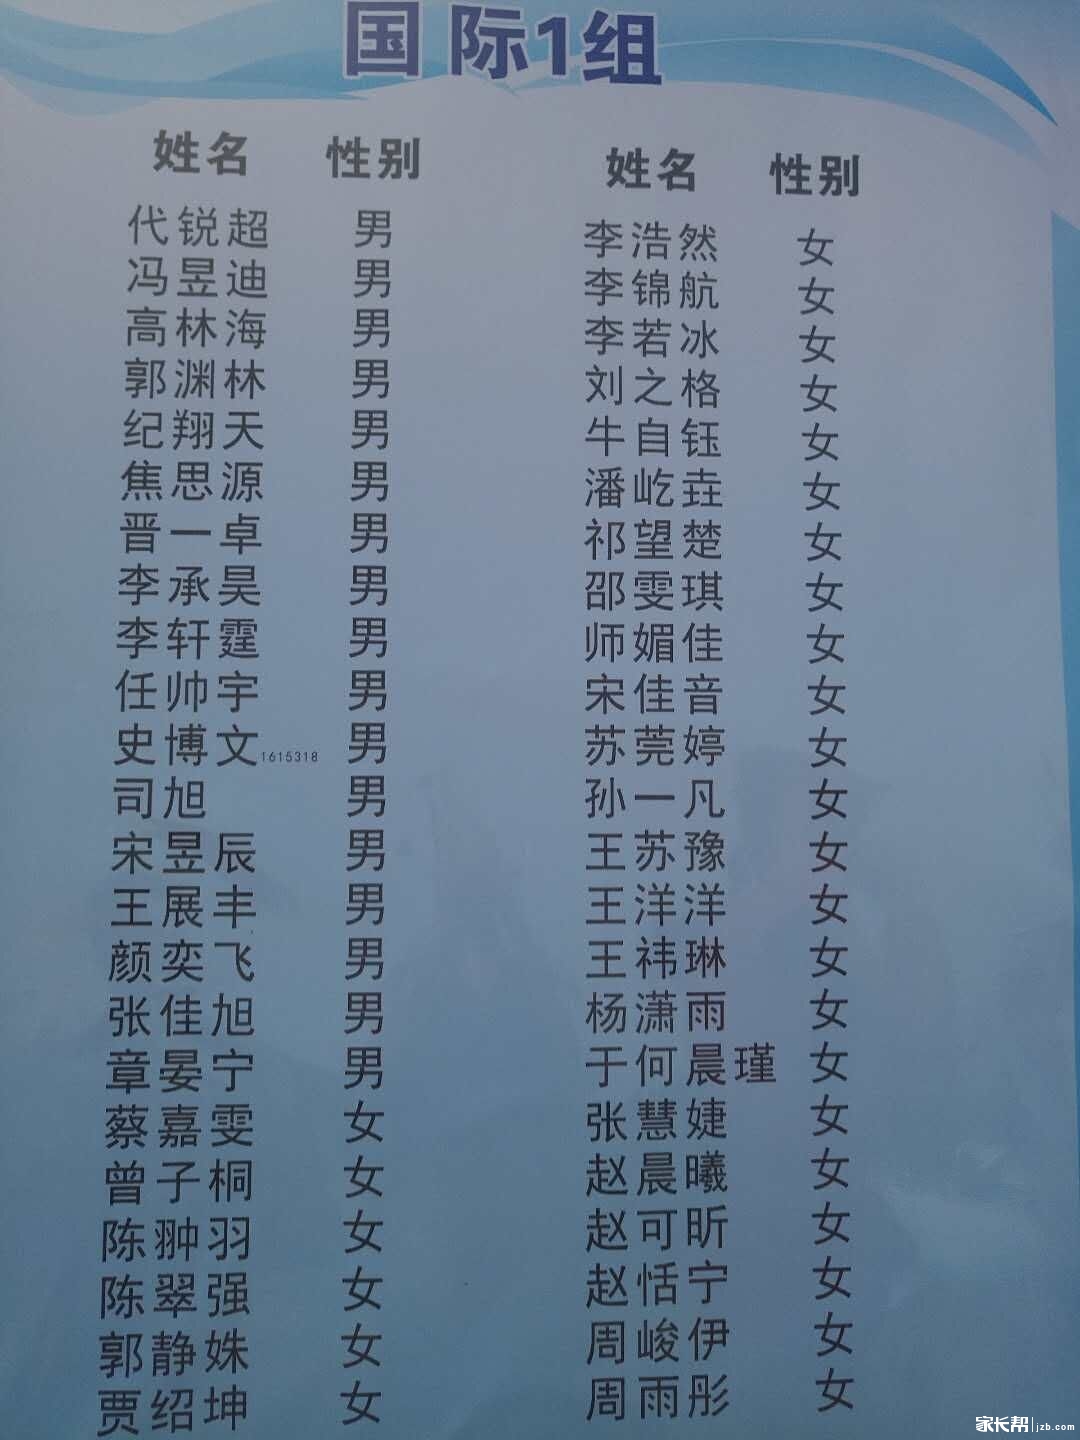 国际1组
姓名 性别
代锐超 男
冯昱迪 男
高林海 男
郭渊林 男
纪翔天 男
焦思源 男
晋一卓 男
李承昊 男
李轩霆 男
任帅宇 男
史博文1615318 男
司旭 男
宋昱辰 男
王展丰 男
颜奕飞 男
张佳旭 男
章晏宁 男
蔡嘉雯 女
曾子桐 女
陈翀羽 女
陈翠强 女
郭静姝 女
贾绍坤 女
姓名 性别
李浩然 女
李锦航 女
李若冰 女
刘之格 女
牛自钰 女
潘屹垚 女
祁望楚 女
邵雯琪 女
师媚佳 女
宋佳音 女
苏莞婷 女
孙一凡 女
王苏豫 女
王洋洋 女
王祎琳 女
杨潇雨 女
于何晨瑾 女
张慧婕 女
赵晨曦 女
赵可昕 女
赵恬宁 女
周峻伊 女
周雨彤 女
家长帮 jzb.com